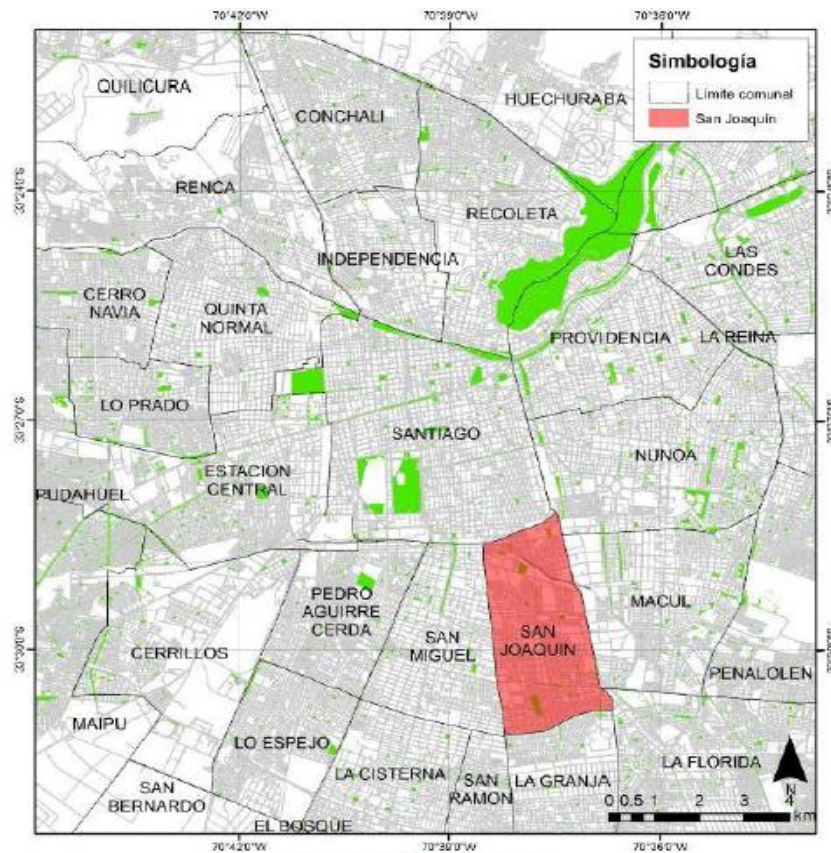 70°42'0"W 70°39'0"W 70°36'0"W
Simbología
Límite comunal
San Joaquín
QUILICURA
HUECHURABA
CONCHALI
RENCA
RECOLETA
INDEPENDENCIA
LAS
CONDES
CERRO
NAVIA
QUINTA
NORMAL
PROVIDENCIA
LA REINA
LO PRADO
SANTIAGO
ÑUÑOA
ESTACION
CENTRAL
PUDAHUEL
PEDRO
AGUIRRE
CERDA
MACUL
SAN
JOAQUIN
SAN
MIGUEL
CERRILLOS
PEÑALOLEN
MAIPU
LO ESPEJO
LA FLORIDA
LA CISTERNA
SAN
RAMON
LA GRANJA
SAN
BERNARDO
EL BOSQUE
N
0 0.5 1 2 3 4
km
70°42'0"W 70°39'0"W 70°36'0"W